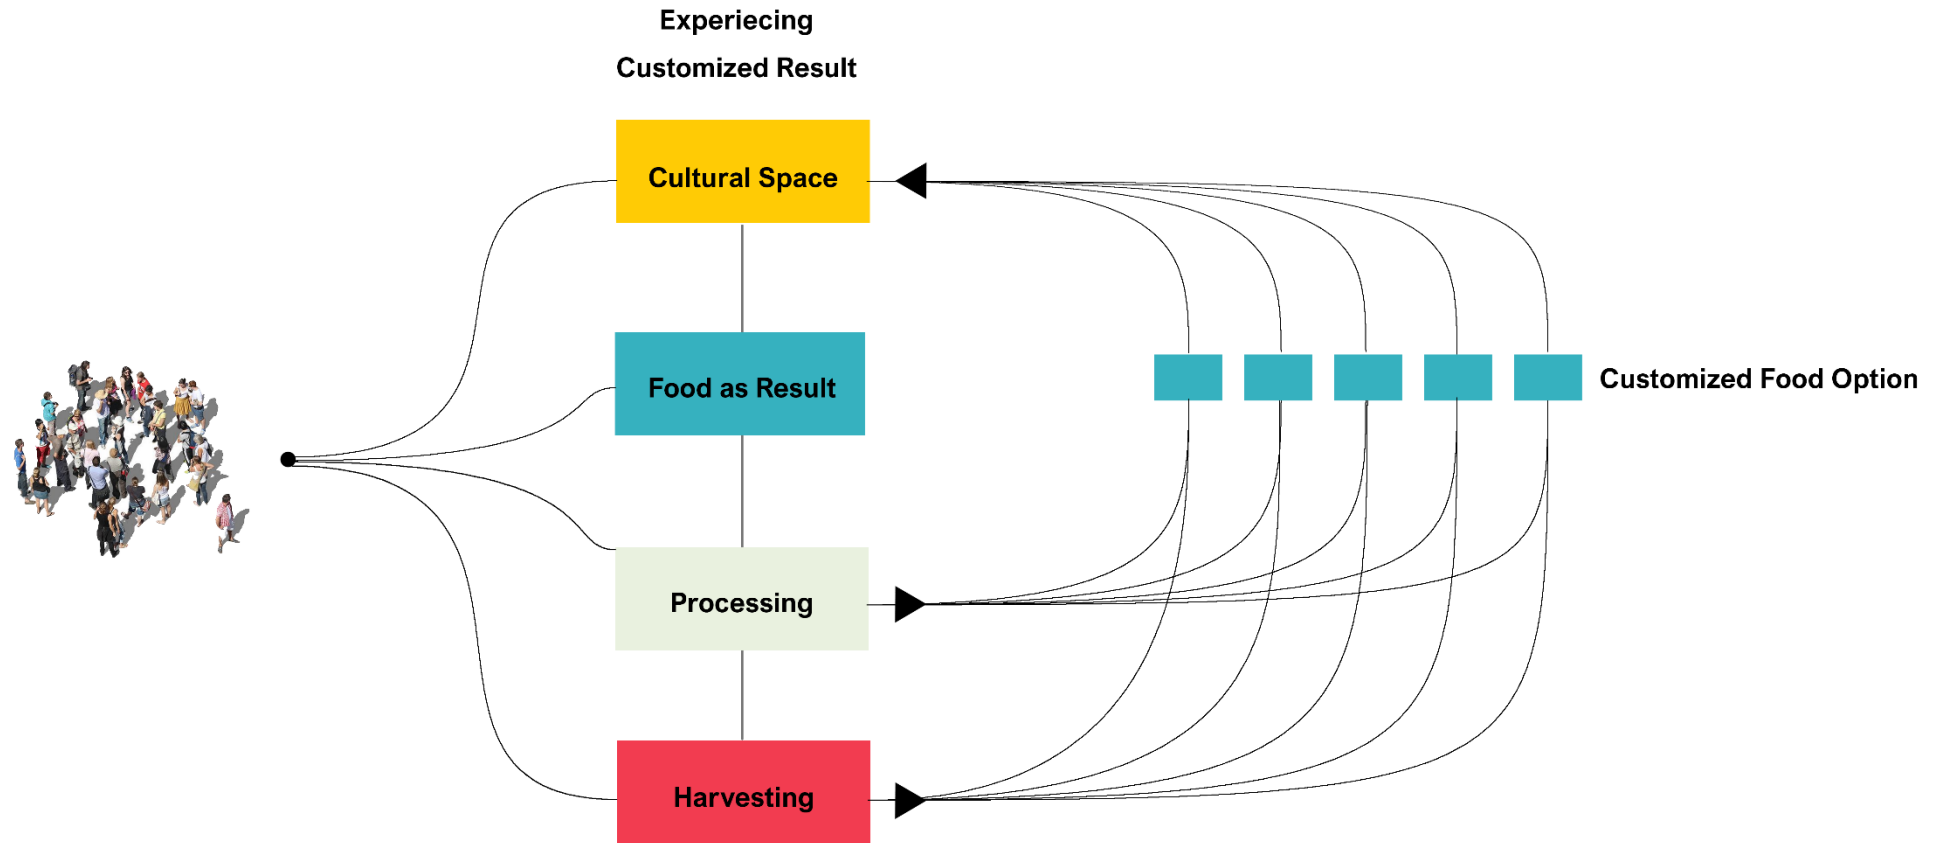 Experiecing
Customized Result
Cultural Space
Food as Result
Customized Food Option
Processing
Harvesting